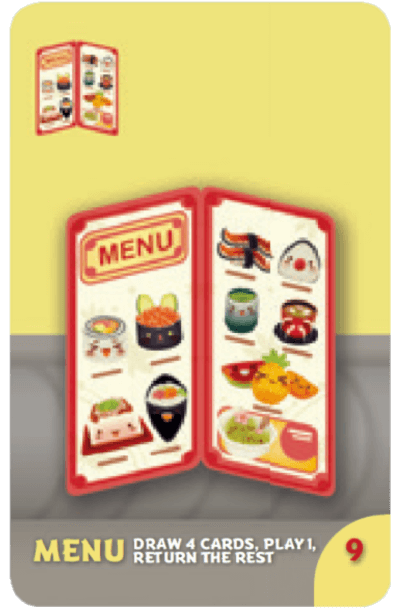 MENU
MENU
DRAW 4 CARDS, PLAY 1,
RETURN THE REST
9